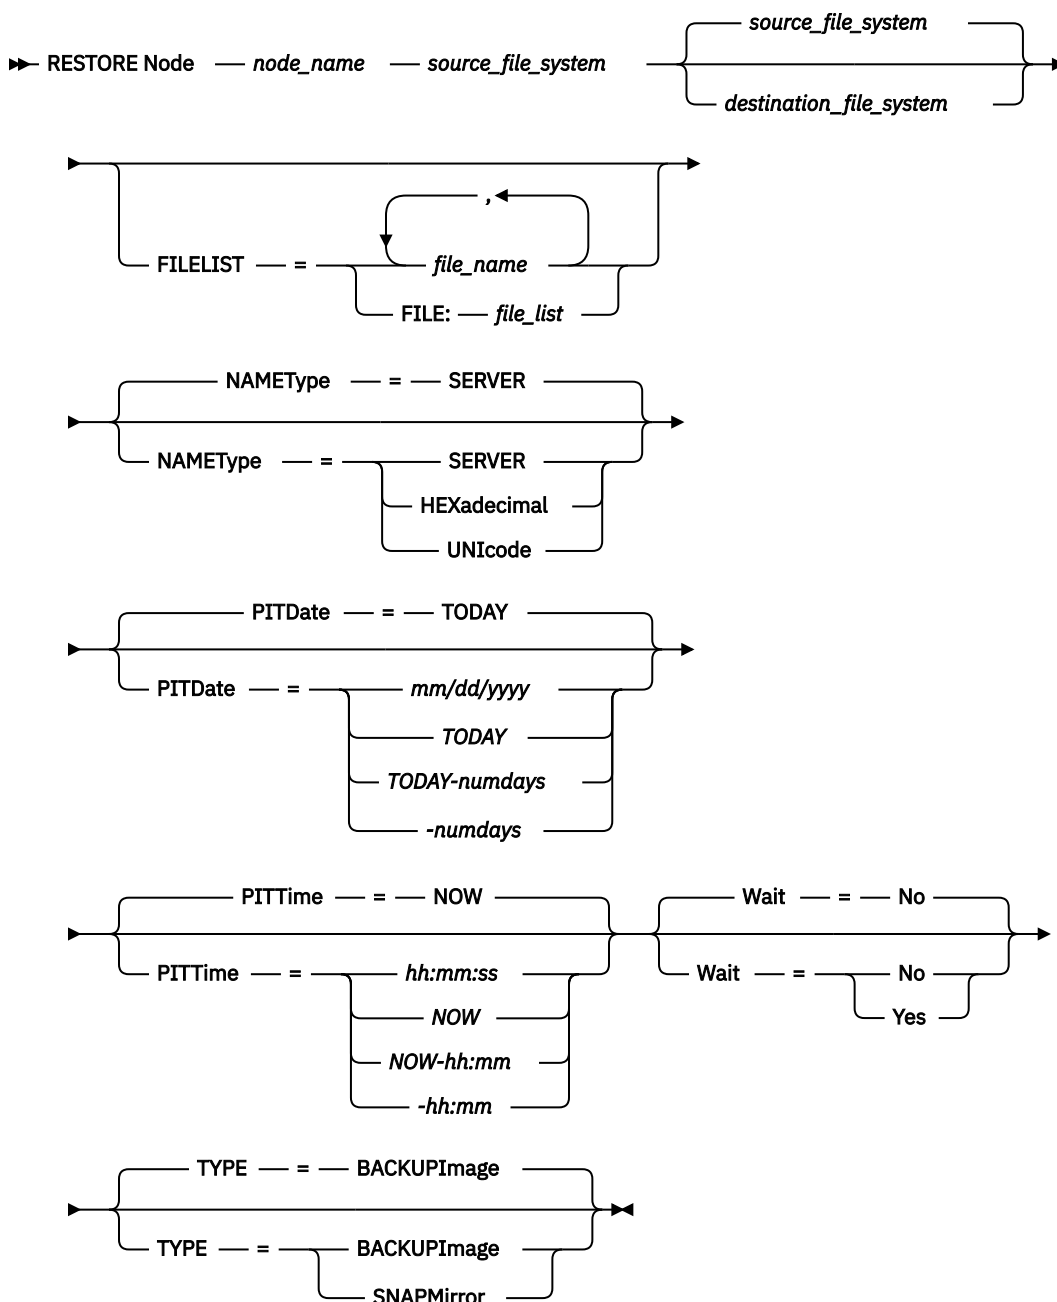 source_file_system
RESTORE Node node_name source_file_system
destination_file_system
,
FILELIST = file_name
FILE: file_list
NAMEType = SERVER
NAMEType = SERVER
HEXadecimal
UNIcode
PITDate = TODAY
PITDate = mm/dd/yyyy
TODAY
TODAY-numdays
-numdays
PITTime = NOW Wait = No
PITTime = hh:mm:ss Wait = No
NOW Yes
NOW-hh:mm
-hh:mm
TYPE = BACKUPImage
TYPE = BACKUPImage
SNAPMirror